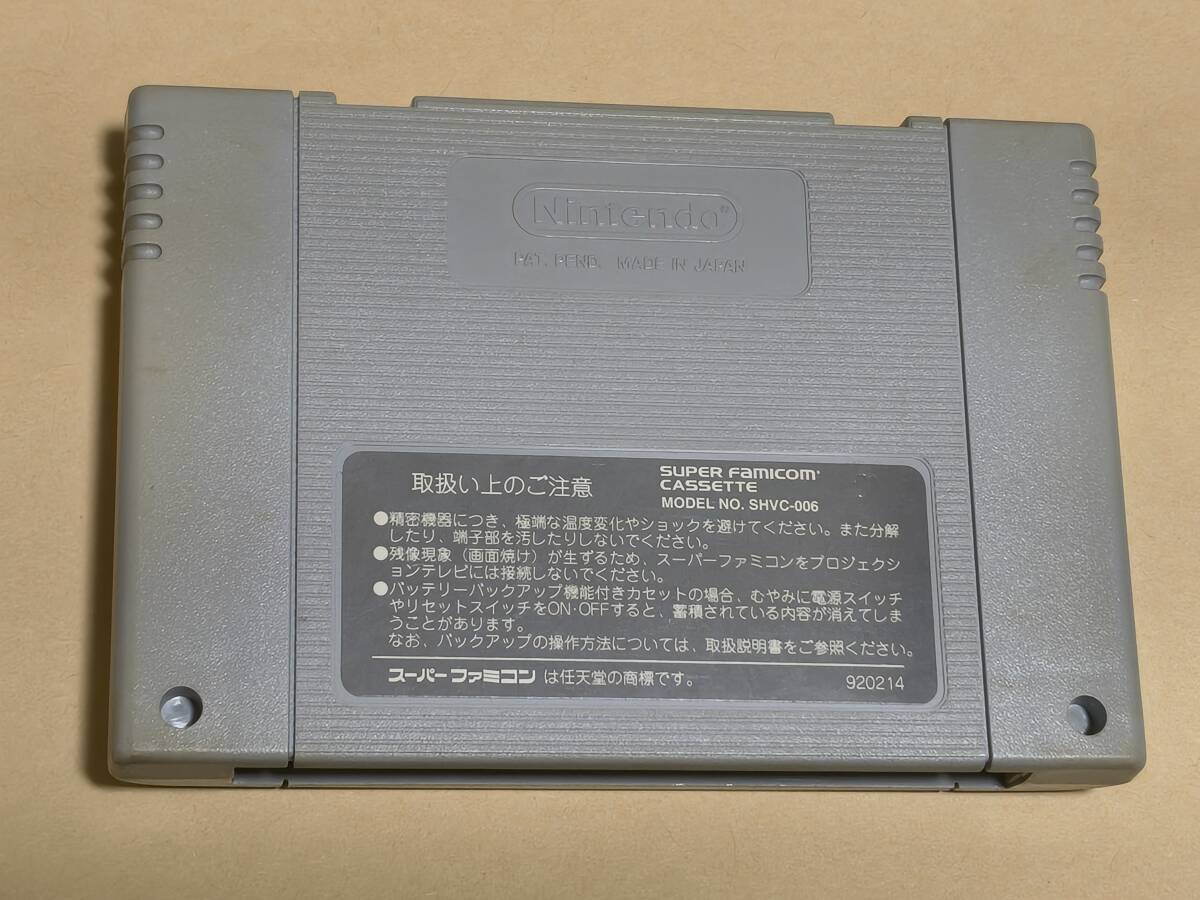 Nintendo®
PAT. PEND. MADE IN JAPAN
取扱い上のご注意
SUPER FAMICOM®
CASSETTE
MODEL NO. SHVC-006
●精密機器につき、極端な温度変化やショックを避けてください。また分解
したり、端子部を汚したりしないでください。
●残像現象（画面焼け）が生ずるため、スーパーファミコンをプロジェクシ
ョンテレビには接続しないでください。
●バッテリーバックアップ機能付きカセットの場合、むやみに電源スイッチ
やリセットスイッチをON・OFFすると、蓄積されている内容が消えてしま
うことがあります。
なお、バックアップの操作方法については、取扱説明書をご参照ください。
スーパーファミコンは任天堂の商標です。
920214